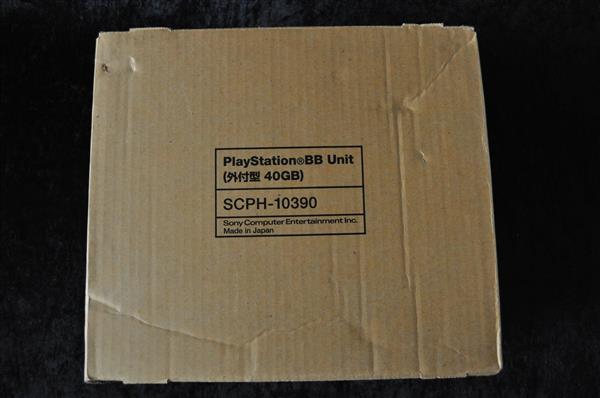 PlayStation®BB Unit
(外付型 40GB)
SCPH-10390
Sony Computer Entertainment Inc.
Made in Japan